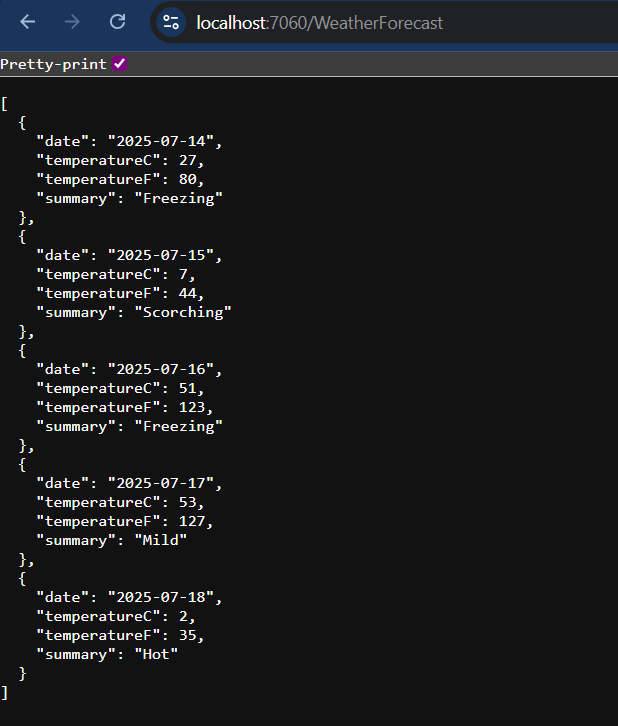 localhost:7060/WeatherForecast
Pretty-print
[
  {
    "date": "2025-07-14",
    "temperatureC": 27,
    "temperatureF": 80,
    "summary": "Freezing"
  },
  {
    "date": "2025-07-15",
    "temperatureC": 7,
    "temperatureF": 44,
    "summary": "Scorching"
  },
  {
    "date": "2025-07-16",
    "temperatureC": 51,
    "temperatureF": 123,
    "summary": "Freezing"
  },
  {
    "date": "2025-07-17",
    "temperatureC": 53,
    "temperatureF": 127,
    "summary": "Mild"
  },
  {
    "date": "2025-07-18",
    "temperatureC": 2,
    "temperatureF": 35,
    "summary": "Hot"
  }
]